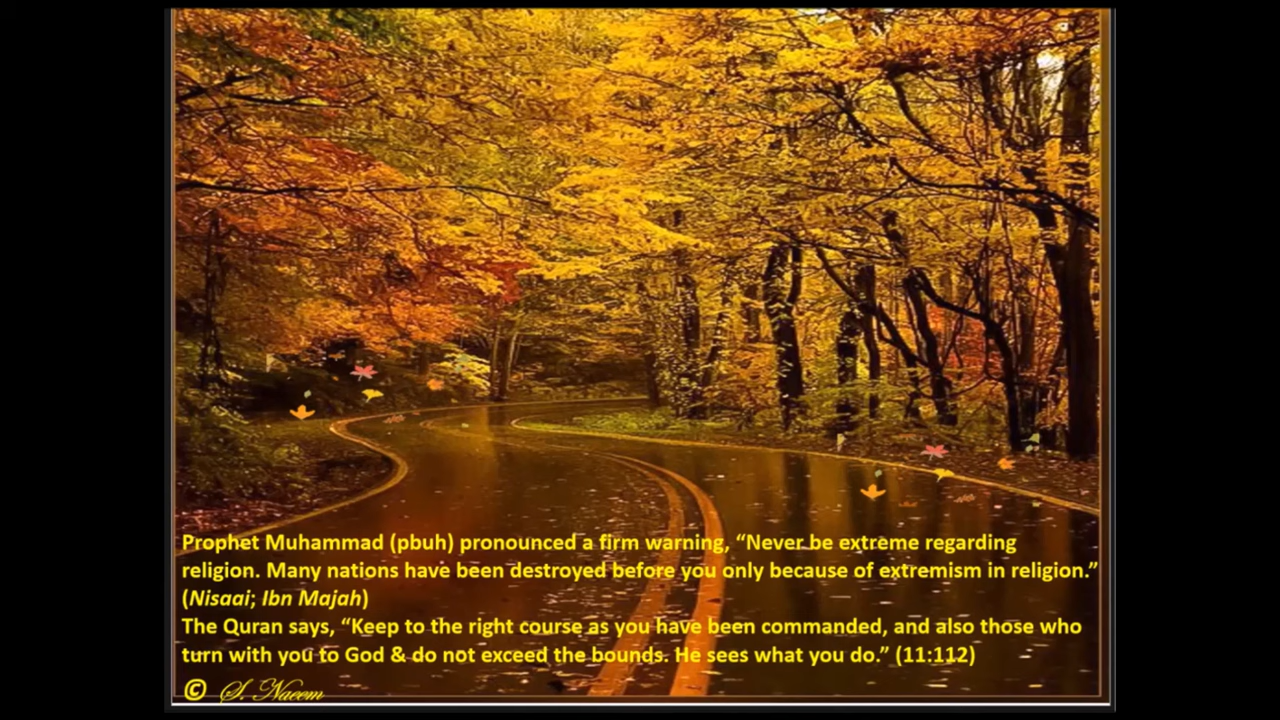 Prophet Muhammad (pbuh) pronounced a firm warning, “Never be extreme regarding
religion. Many nations have been destroyed before you only because of extremism in religion.”
(Nisaai; Ibn Majah)
The Quran says, “Keep to the right course as you have been commanded, and also those who
turn with you to God & do not exceed the bounds. He sees what you do.” (11:112)
© S. Naeem